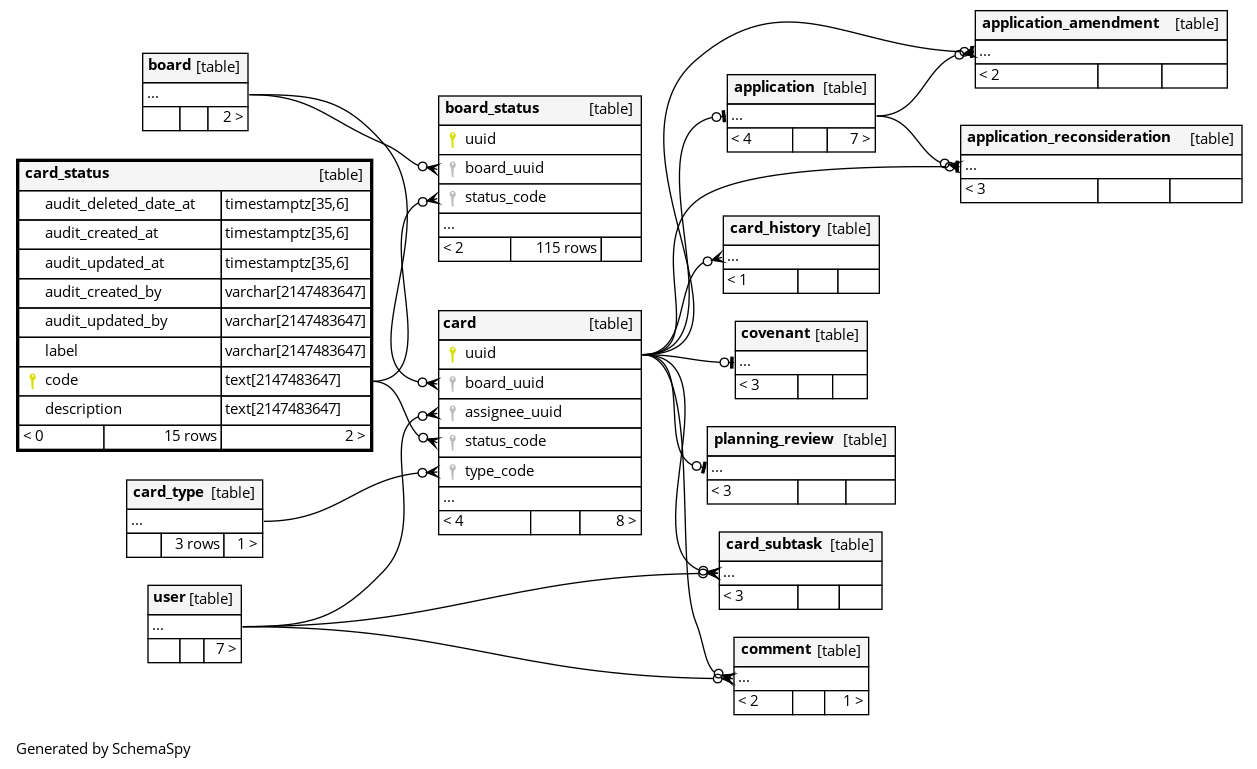 board [table]
...
2 >
card_status [table]
audit_deleted_date_at timestamptz[35,6]
audit_created_at timestamptz[35,6]
audit_updated_at timestamptz[35,6]
audit_created_by varchar[2147483647]
audit_updated_by varchar[2147483647]
label varchar[2147483647]
code text[2147483647]
description text[2147483647]
< 0 15 rows 2 >
card_type [table]
...
3 rows 1 >
user [table]
...
7 >
board_status [table]
uuid
board_uuid
status_code
...
< 2 115 rows
card [table]
uuid
board_uuid
assignee_uuid
status_code
type_code
...
< 4 8 >
application [table]
...
< 4 7 >
card_history [table]
...
< 1
covenant [table]
...
< 3
planning_review [table]
...
< 3
card_subtask [table]
...
< 3
comment [table]
...
< 2 1 >
application_amendment [table]
...
< 2
application_reconsideration [table]
...
< 3
Generated by SchemaSpy